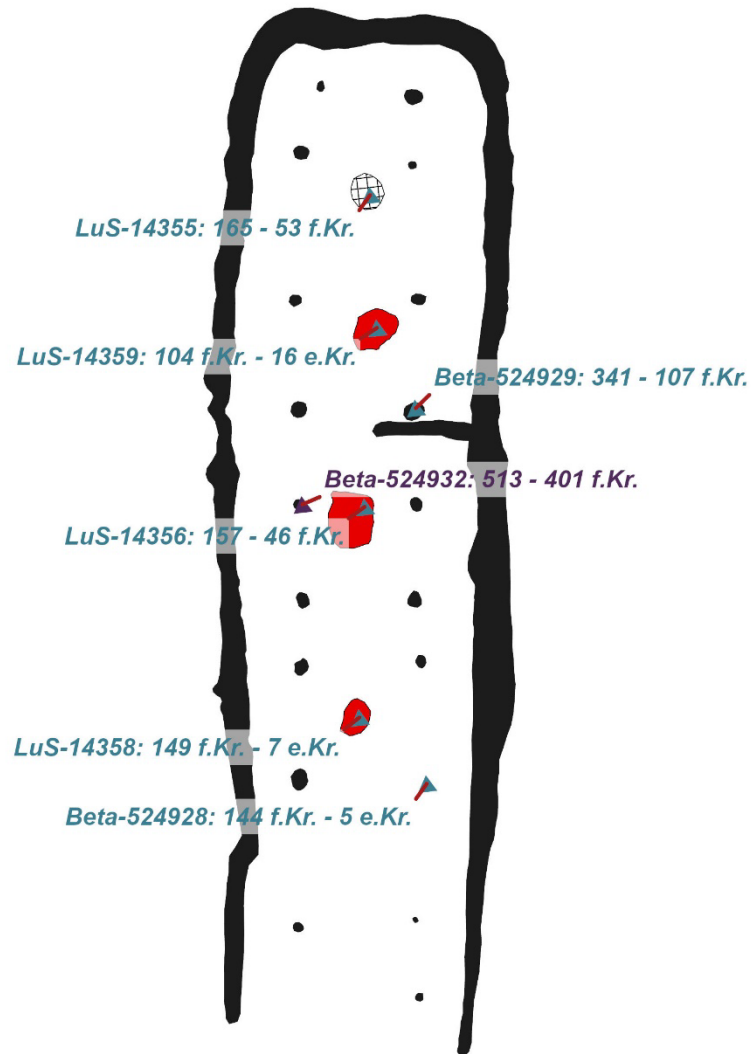 LuS-14355: 165 - 53 f.Kr.
LuS-14359: 104 f.Kr. - 16 e.Kr.
Beta-524929: 341 - 107 f.Kr.
Beta-524932: 513 - 401 f.Kr.
LuS-14356: 157 - 46 f.Kr.
LuS-14358: 149 f.Kr. - 7 e.Kr.
Beta-524928: 144 f.Kr. - 5 e.Kr.